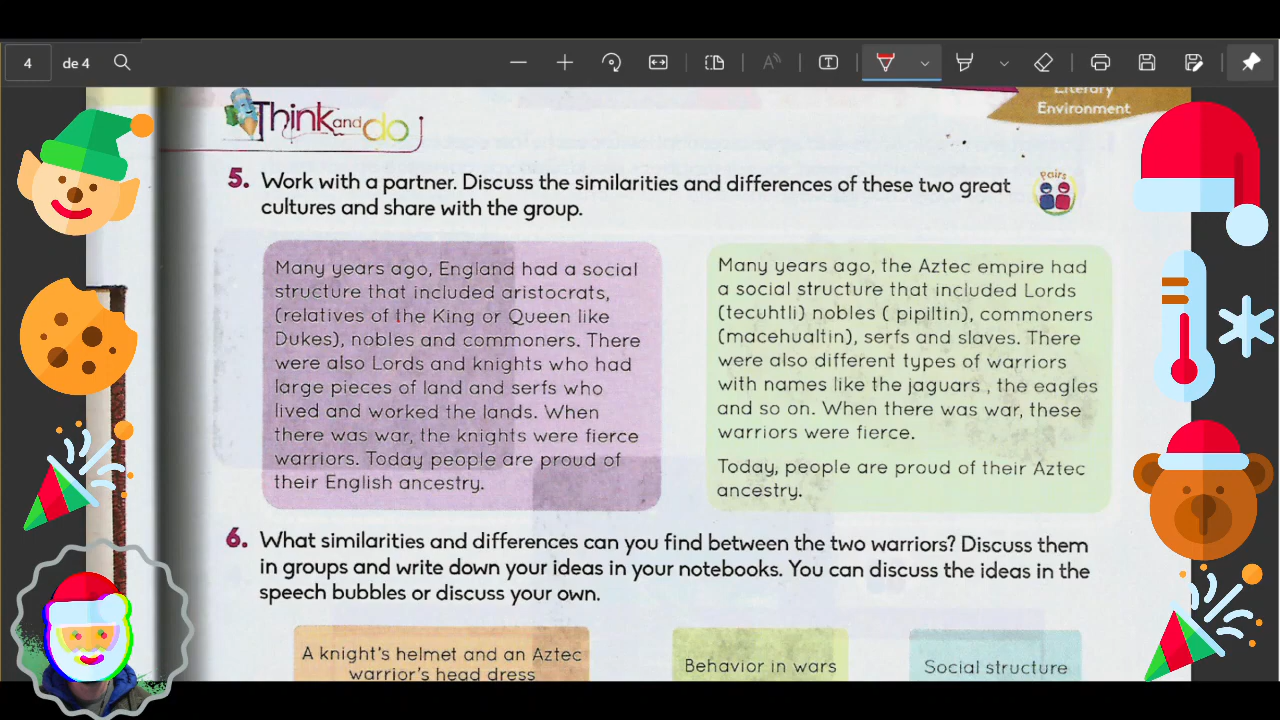 4 de 4
Literary
Environment
Think and do
5. Work with a partner. Discuss the similarities and differences of these two great
cultures and share with the group.
Pairs
Many years ago, England had a social
structure that included aristocrats,
(relatives of the King or Queen like
Dukes), nobles and commoners. There
were also Lords and knights who had
large pieces of land and serfs who
lived and worked the lands. When
there was war, the knights were fierce
warriors. Today people are proud of
their English ancestry.
Many years ago, the Aztec empire had
a social structure that included Lords
(tecuhtli) nobles ( pipiltin), commoners
(macehualtin), serfs and slaves. There
were also different types of warriors
with names like the jaguars , the eagles
and so on. When there was war, these
warriors were fierce.
Today, people are proud of their Aztec
ancestry.
6. What similarities and differences can you find between the two warriors? Discuss them
in groups and write down your ideas in your notebooks. You can discuss the ideas in the
speech bubbles or discuss your own.
A knight's helmet and an Aztec
warrior's head dress
Behavior in wars
Social structure